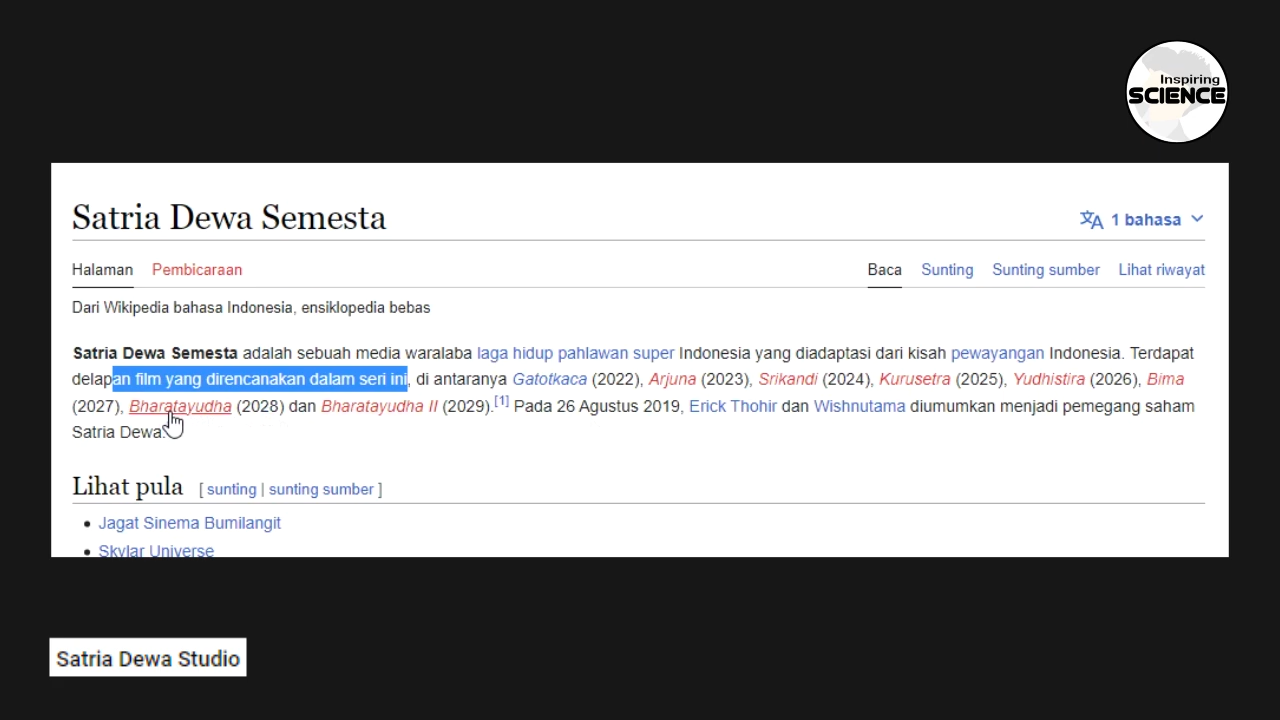 Inspiring
SCIENCE
Satria Dewa Semesta
1 bahasa
Halaman Pembicaraan Baca Sunting Sunting sumber Lihat riwayat
Dari Wikipedia bahasa Indonesia, ensiklopedia bebas
Satria Dewa Semesta adalah sebuah media waralaba laga hidup pahlawan super Indonesia yang diadaptasi dari kisah pewayangan Indonesia. Terdapat
delapan film yang direncanakan dalam seri ini, di antaranya Gatotkaca (2022), Arjuna (2023), Srikandi (2024), Kurusetra (2025), Yudhistira (2026), Bima
(2027), Bharatayudha (2028) dan Bharatayudha II (2029).[1] Pada 26 Agustus 2019, Erick Thohir dan Wishnutama diumumkan menjadi pemegang saham
Satria Dewa.
Lihat pula [ sunting | sunting sumber ]
• Jagat Sinema Bumilangit
• Skylar Universe
Satria Dewa Studio